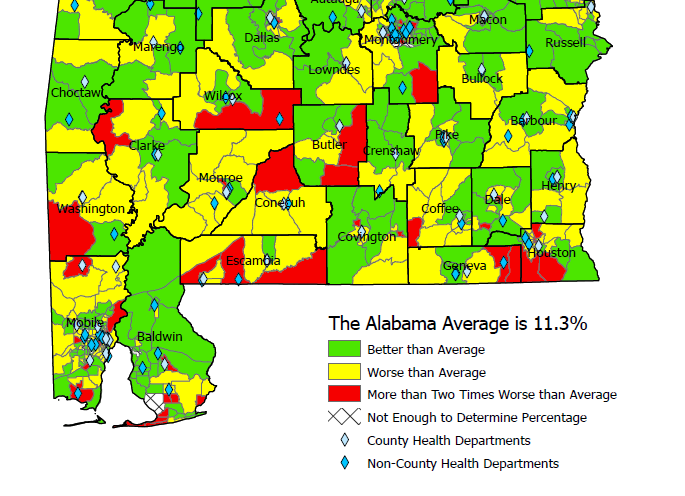 Autauga
Macon
Dallas
Montgomery
Marengo
Russell
Lowndes
Bullock
Choctaw
Wilcox
Barbour
Pike
Clarke
Butler
Crenshaw
Monroe
Henry
Conecuh
Dale
Washington
Coffee
Covington
Houston
Escambia
Geneva
Mobile
Baldwin
The Alabama Average is 11.3%
Better than Average
Worse than Average
More than Two Times Worse than Average
Not Enough to Determine Percentage
County Health Departments
Non-County Health Departments